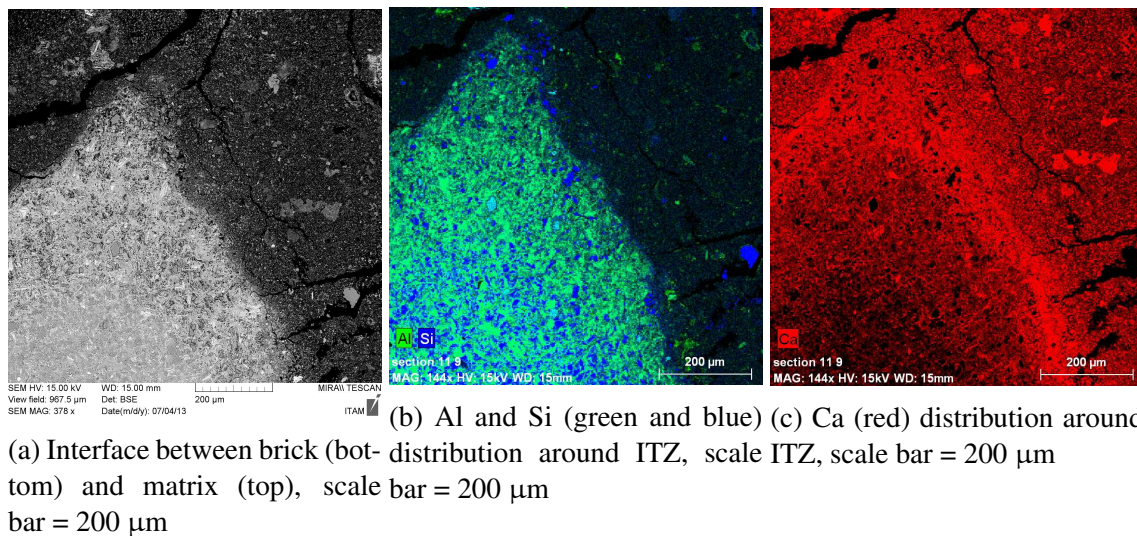 SEM HV: 15.00 kV WD: 15.00 mm MIRA\\ TESCAN
View field: 967.5 µm Det: BSE 200 µm
SEM MAG: 378 x Date(m/d/y): 07/04/13 ITAM
(a) Interface between brick (bot-
tom) and matrix (top), scale
bar = 200 µm
Al Si
section 11 9
200 µm
MAG: 144x HV: 15kV WD: 15mm
(b) Al and Si (green and blue)
distribution around ITZ, scale
bar = 200 µm
Ca
section 11 9
200 µm
MAG: 144x HV: 15kV WD: 15mm
(c) Ca (red) distribution around
ITZ, scale bar = 200 µm